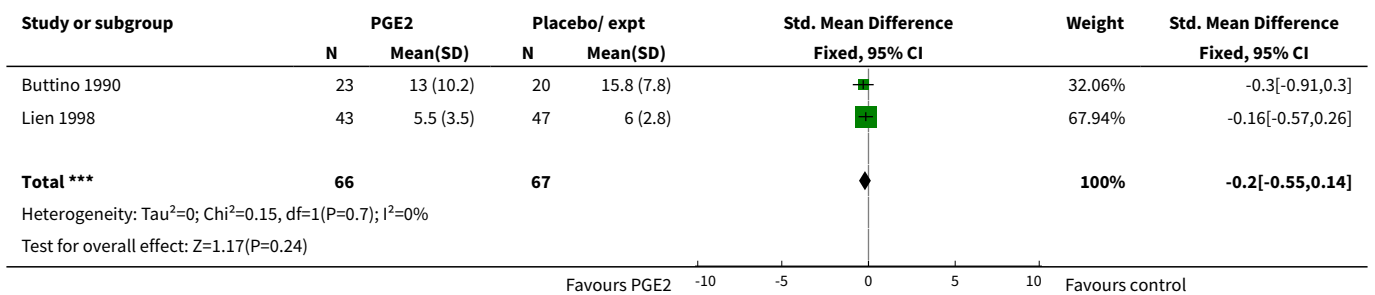 Study or subgroup PGE2 Placebo/ expt Std. Mean Difference Weight Std. Mean Difference
N Mean(SD) N Mean(SD) Fixed, 95% CI Fixed, 95% CI
Buttino 1990 23 13 (10.2) 20 15.8 (7.8) 32.06% -0.3[-0.91,0.3]
Lien 1998 43 5.5 (3.5) 47 6 (2.8) 67.94% -0.16[-0.57,0.26]
Total *** 66 67 100% -0.2[-0.55,0.14]
Heterogeneity: Tau²=0; Chi²=0.15, df=1(P=0.7); I²=0%
Test for overall effect: Z=1.17(P=0.24)
Favours PGE2 -10 -5 0 5 10 Favours control